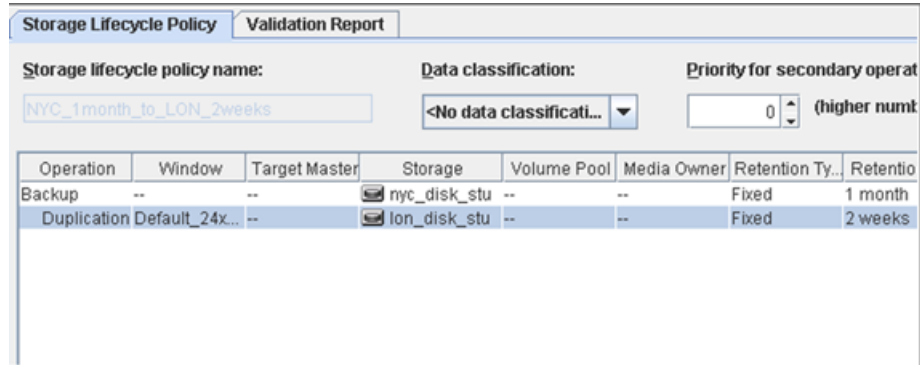 Storage Lifecycle Policy Validation Report
Storage lifecycle policy name: Data classification: Priority for secondary operat
NYC_1month_to_LON_2weeks <No data classificati... 0 (higher numb
Operation Window Target Master Storage Volume Pool Media Owner Retention Ty... Retentio
Backup -- -- nyc_disk_stu -- -- Fixed 1 month
Duplication Default_24x... -- lon_disk_stu -- -- Fixed 2 weeks